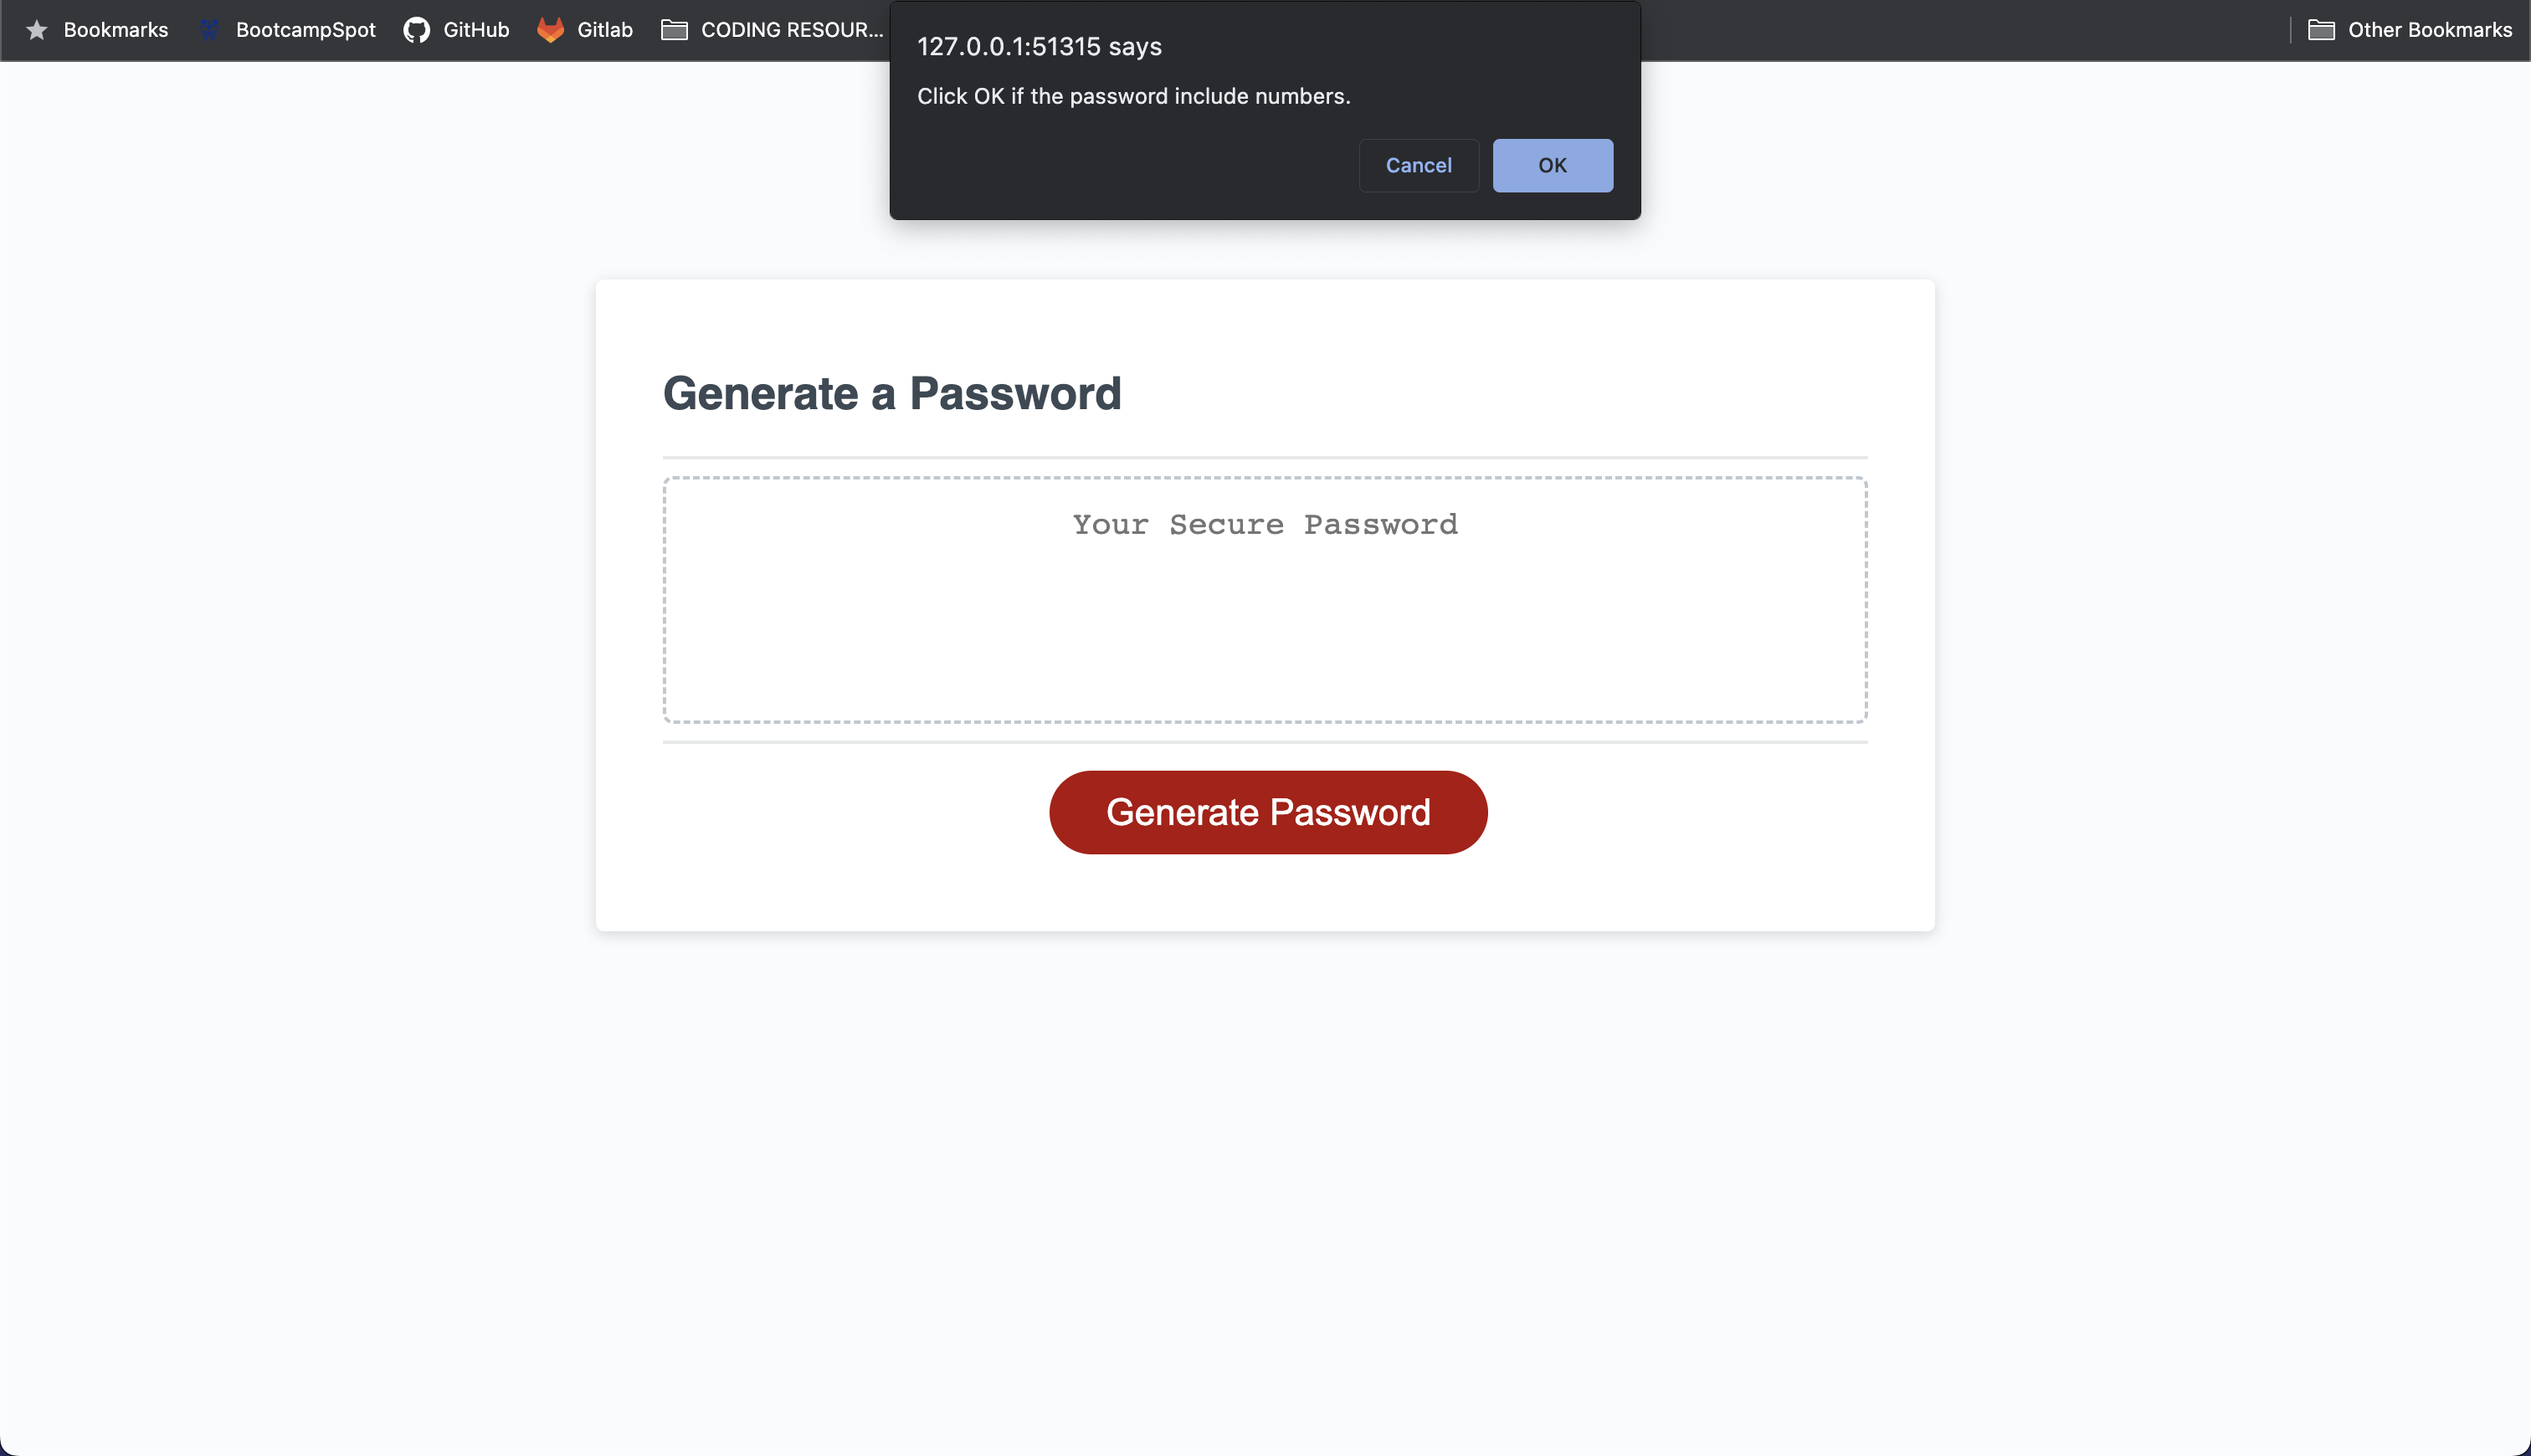 Bookmarks BootcampSpot GitHub Gitlab CODING RESOUR... Other Bookmarks
127.0.0.1:51315 says
Click OK if the password include numbers.
Cancel OK
Generate a Password
Your Secure Password
Generate Password